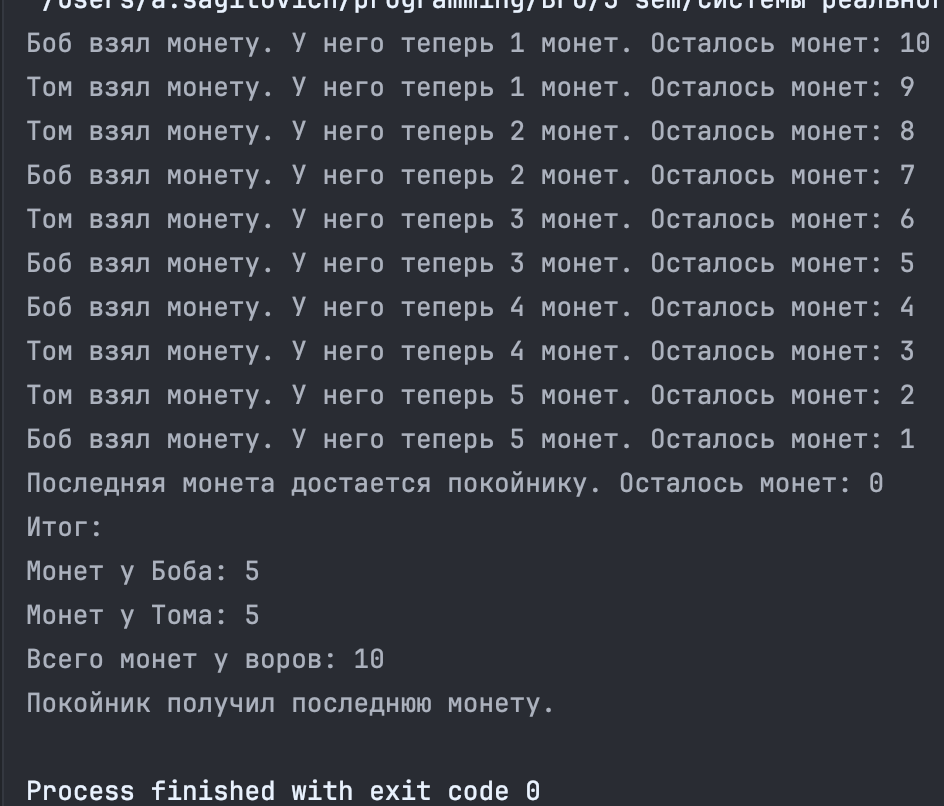 /Users/a.sagitovich/programming/
Боб взял монету. У него теперь 1 монет. Осталось монет: 10
Том взял монету. У него теперь 1 монет. Осталось монет: 9
Том взял монету. У него теперь 2 монет. Осталось монет: 8
Боб взял монету. У него теперь 2 монет. Осталось монет: 7
Том взял монету. У него теперь 3 монет. Осталось монет: 6
Боб взял монету. У него теперь 3 монет. Осталось монет: 5
Боб взял монету. У него теперь 4 монет. Осталось монет: 4
Том взял монету. У него теперь 4 монет. Осталось монет: 3
Том взял монету. У него теперь 5 монет. Осталось монет: 2
Боб взял монету. У него теперь 5 монет. Осталось монет: 1
Последняя монета достается покойнику. Осталось монет: 0
Итог:
Монет у Боба: 5
Монет у Тома: 5
Всего монет у воров: 10
Покойник получил последнюю монету.
Process finished with exit code 0